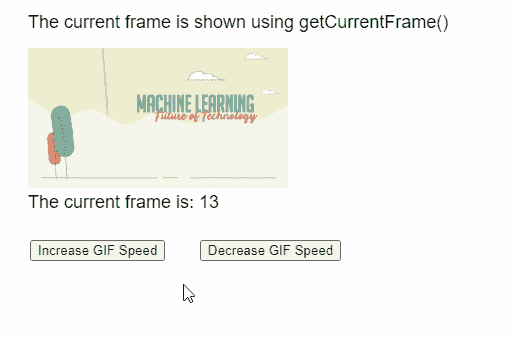 The current frame is shown using getCurrentFrame()
MACHINE LEARNING
Future of Technology
The current frame is: 13
Increase GIF Speed
Decrease GIF Speed